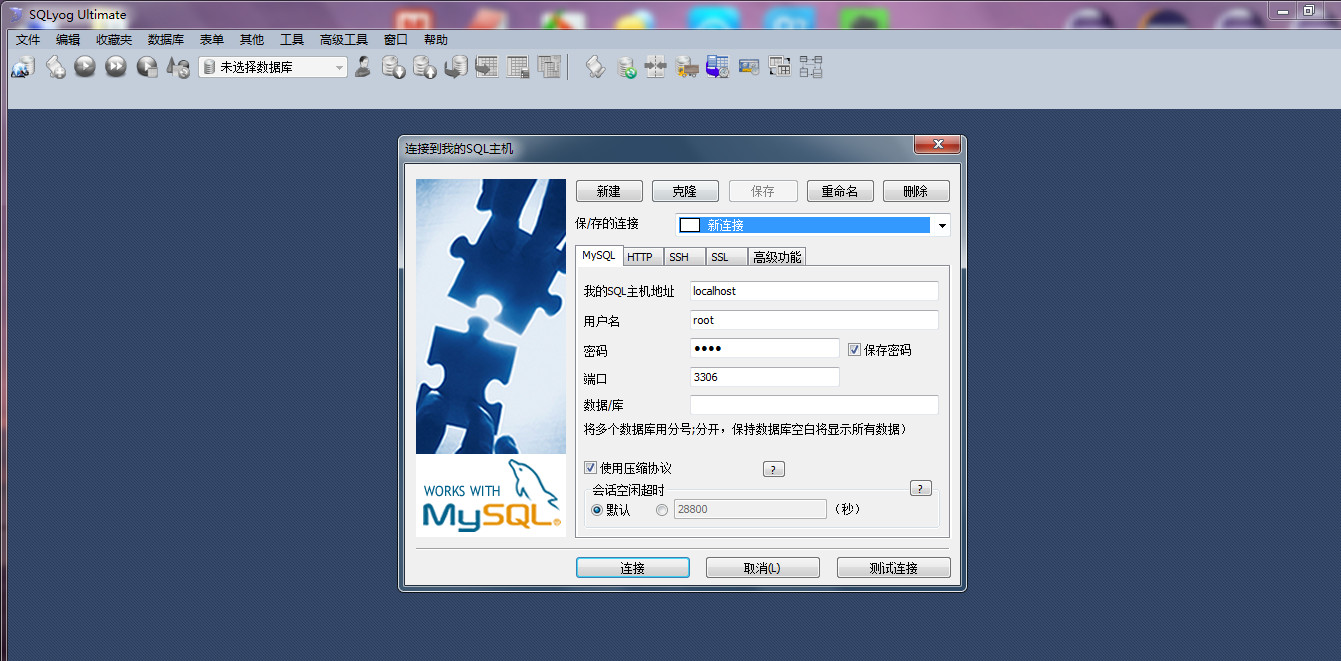 SQLyog Ultimate
文件 编辑 收藏夹 数据库 表单 其他 工具 高级工具 窗口 帮助
未选择数据库
连接到我的SQL主机
新建 克隆 保存 重命名 删除
保/存的连接 新连接
MySQL HTTP SSH SSL 高级功能
我的SQL主机地址 localhost
用户名 root
密码 ●●●● 保存密码
端口 3306
数据/库
将多个数据库用分号;分开，保持数据库空白将显示所有数据）
使用压缩协议 ?
会话空闲超时 ?
默认 28800 （秒）
WORKS WITH
MySQL®
连接 取消(L) 测试连接